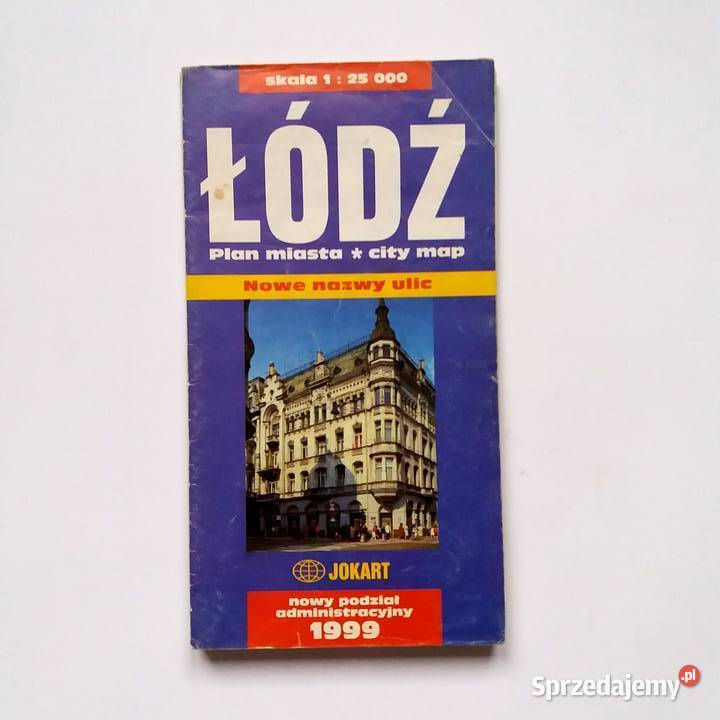 skala 1 : 25 000
ŁÓDŹ
Plan miasta * city map
Nowe nazwy ulic
JOKART
nowy podział
administracyjny
1999
Sprzedajemy.pl